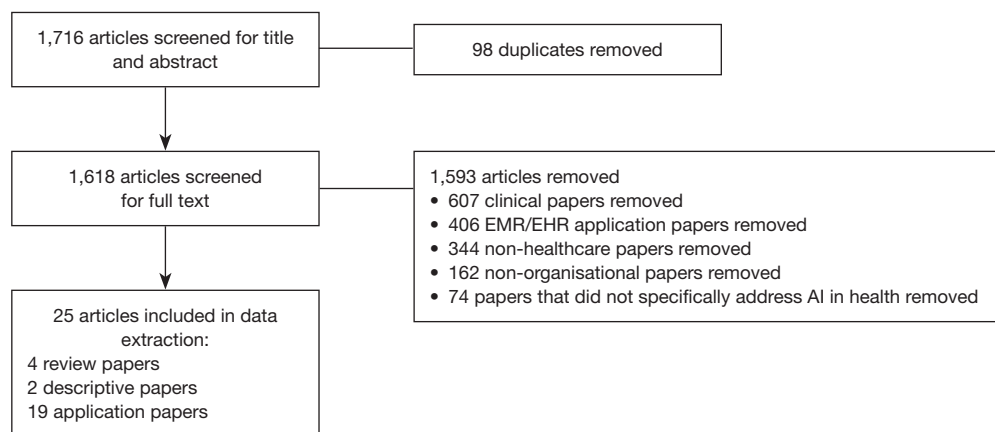 1,716 articles screened for title
and abstract
98 duplicates removed
1,618 articles screened
for full text
1,593 articles removed
• 607 clinical papers removed
• 406 EMR/EHR application papers removed
• 344 non-healthcare papers removed
• 162 non-organisational papers removed
• 74 papers that did not specifically address AI in health removed
25 articles included in data
extraction:
4 review papers
2 descriptive papers
19 application papers